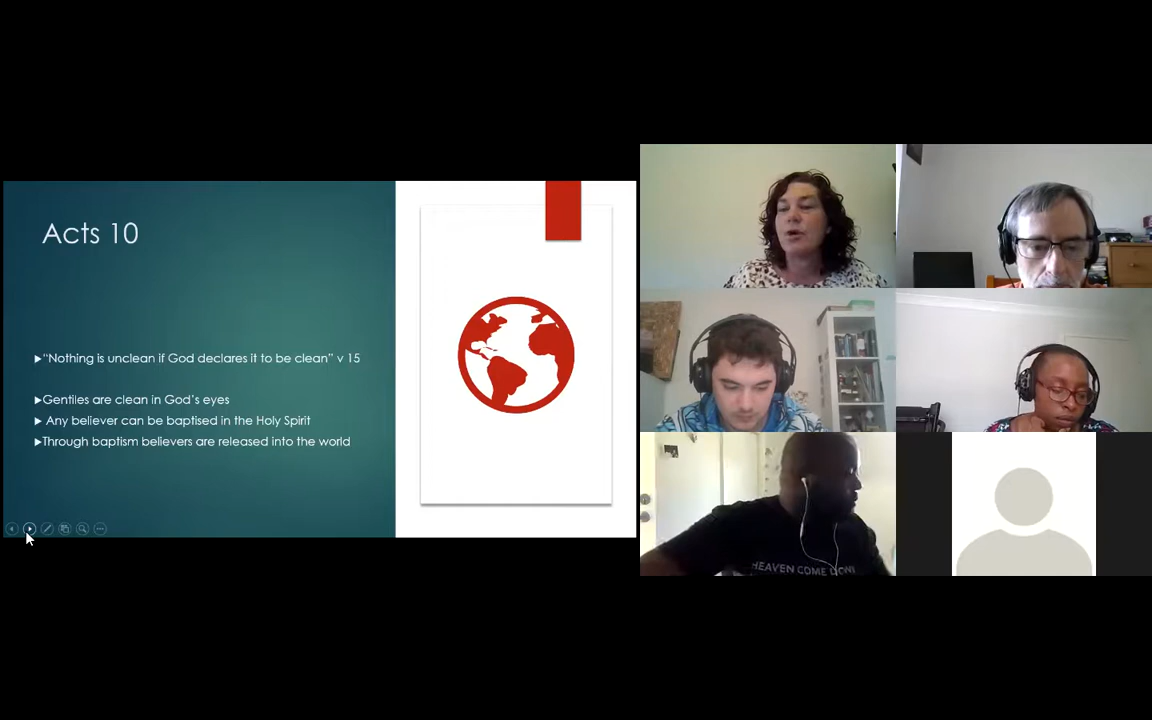 Acts 10
"Nothing is unclean if God declares it to be clean" v 15
Gentiles are clean in God's eyes
Any believer can be baptised in the Holy Spirit
Through baptism believers are released into the world
HEAVEN COME DOWN